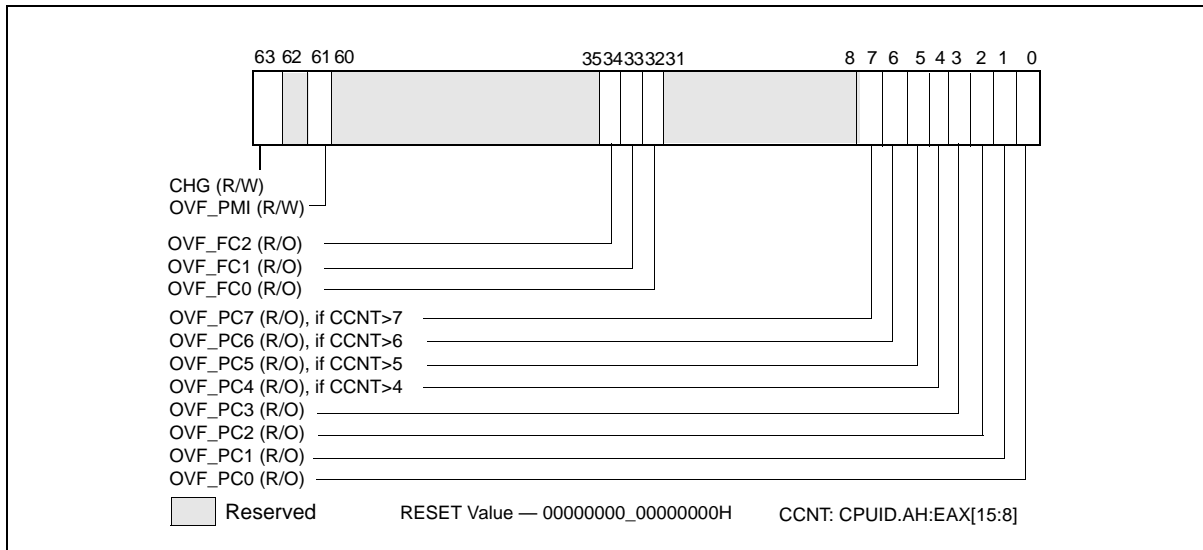 63 62 61 60 35 34 33 32 31 8 7 6 5 4 3 2 1 0
CHG (R/W)
OVF_PMI (R/W)
OVF_FC2 (R/O)
OVF_FC1 (R/O)
OVF_FC0 (R/O)
OVF_PC7 (R/O), if CCNT>7
OVF_PC6 (R/O), if CCNT>6
OVF_PC5 (R/O), if CCNT>5
OVF_PC4 (R/O), if CCNT>4
OVF_PC3 (R/O)
OVF_PC2 (R/O)
OVF_PC1 (R/O)
OVF_PC0 (R/O)
Reserved RESET Value — 00000000_00000000H CCNT: CPUID.AH:EAX[15:8]